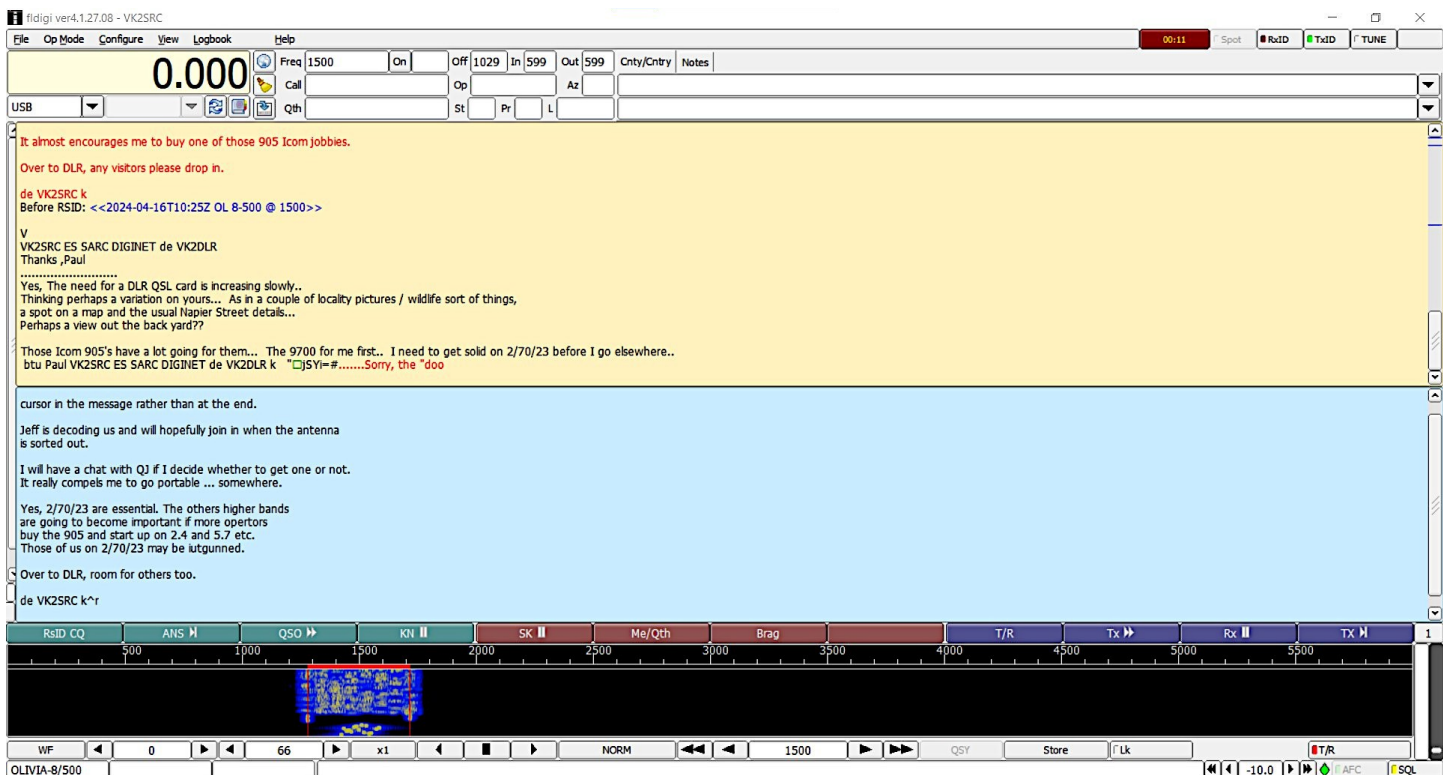 fldigi ver4.1.27.08 - VK2SRC
File Op Mode Configure View Logbook Help 00:11 Spot RxID TxID TUNE
0.000 Freq 1500 On Off 1029 In 599 Out 599 Cnty/Cntry Notes
Call Op Az
USB Qth St Pr L
It almost encourages me to buy one of those 905 Icom jobbies.
Over to DLR, any visitors please drop in.
de VK2SRC k
Before RSID: <<2024-04-16T10:25Z OL 8-500 @ 1500>>
V
VK2SRC ES SARC DIGINET de VK2DLR
Thanks ,Paul
..........................
Yes, The need for a DLR QSL card is increasing slowly..
Thinking perhaps a variation on yours... As in a couple of locality pictures / wildlife sort of things,
a spot on a map and the usual Napier Street details...
Perhaps a view out the back yard??
Those Icom 905's have a lot going for them... The 9700 for me first.. I need to get solid on 2/70/23 before I go elsewhere..
btu Paul VK2SRC ES SARC DIGINET de VK2DLR k "□jSYi=#.......Sorry, the "doo
cursor in the message rather than at the end.
Jeff is decoding us and will hopefully join in when the antenna
is sorted out.
I will have a chat with QJ if I decide whether to get one or not.
It really compels me to go portable ... somewhere.
Yes, 2/70/23 are essential. The others higher bands
are going to become important if more opertors
buy the 905 and start up on 2.4 and 5.7 etc.
Those of us on 2/70/23 may be iutgunned.
Over to DLR, room for others too.
de VK2SRC k^r
RsID CQ ANS QSO KN SK Me/Qth Brag T/R Tx Rx TX 1
500 1000 1500 2000 2500 3000 3500 4000 4500 5000 5500
WF 0 66 x1 NORM 1500 QSY Store Lk T/R
OLIVIA-8/500 -10.0 AFC SQL